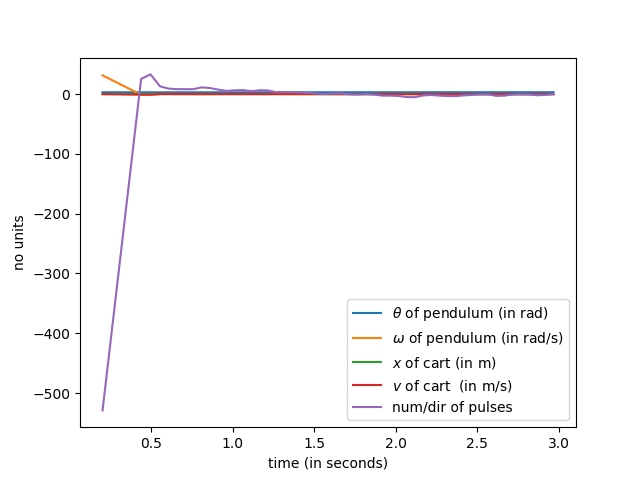 0
−100
−200
−300
−400
−500
no units
0.5
1.0
1.5
2.0
2.5
3.0
time (in seconds)
θ of pendulum (in rad)
ω of pendulum (in rad/s)
x of cart (in m)
v of cart (in m/s)
num/dir of pulses